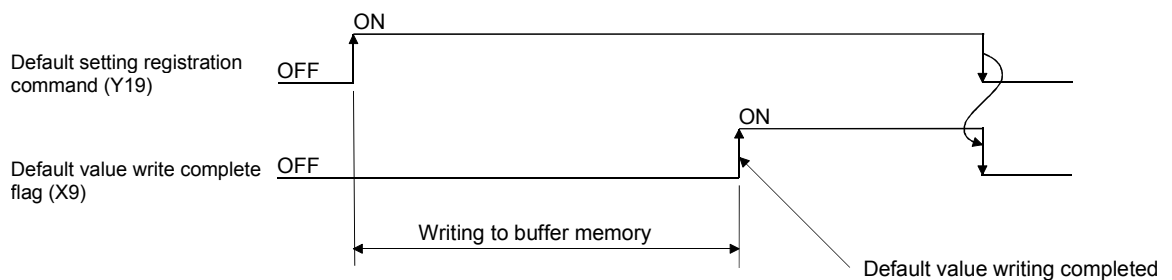 ON
Default setting registration
command (Y19)
OFF
ON
Default value write complete
flag (X9)
OFF
Writing to buffer memory
Default value writing completed